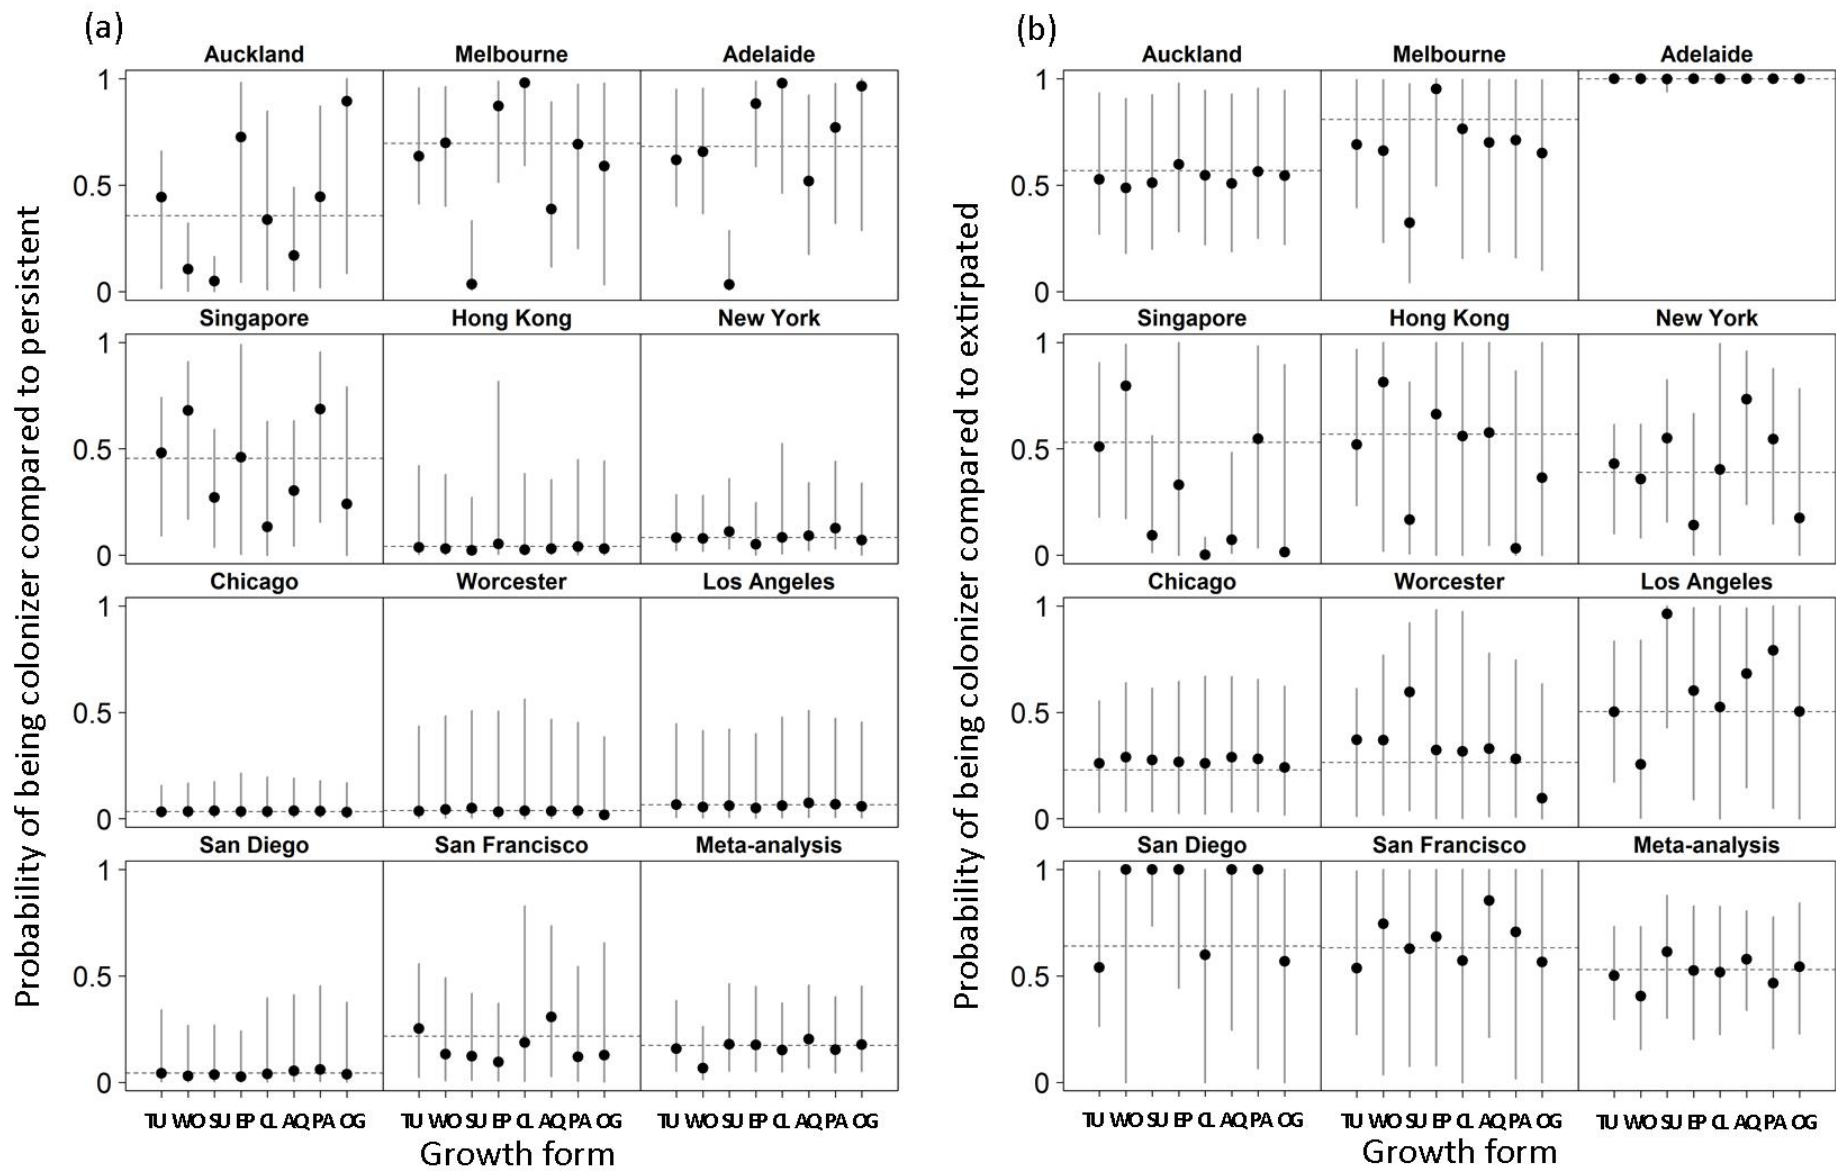 (a)
Auckland Melbourne Adelaide
1
0.5
0
Singapore Hong Kong New York
1
0.5
0
Chicago Worcester Los Angeles
1
0.5
0
San Diego San Francisco Meta-analysis
1
0.5
0
TU WO SU EP CL AQ PA OG TU WO SU EP CL AQ PA OG TU WO SU EP CL AQ PA OG
Growth form
Probability of being colonizer compared to persistent
(b)
Auckland Melbourne Adelaide
1
0.5
0
Singapore Hong Kong New York
1
0.5
0
Chicago Worcester Los Angeles
1
0.5
0
San Diego San Francisco Meta-analysis
1
0.5
0
TU WO SU EP CL AQ PA OG TU WO SU EP CL AQ PA OG TU WO SU EP CL AQ PA OG
Growth form
Probability of being colonizer compared to extirpated